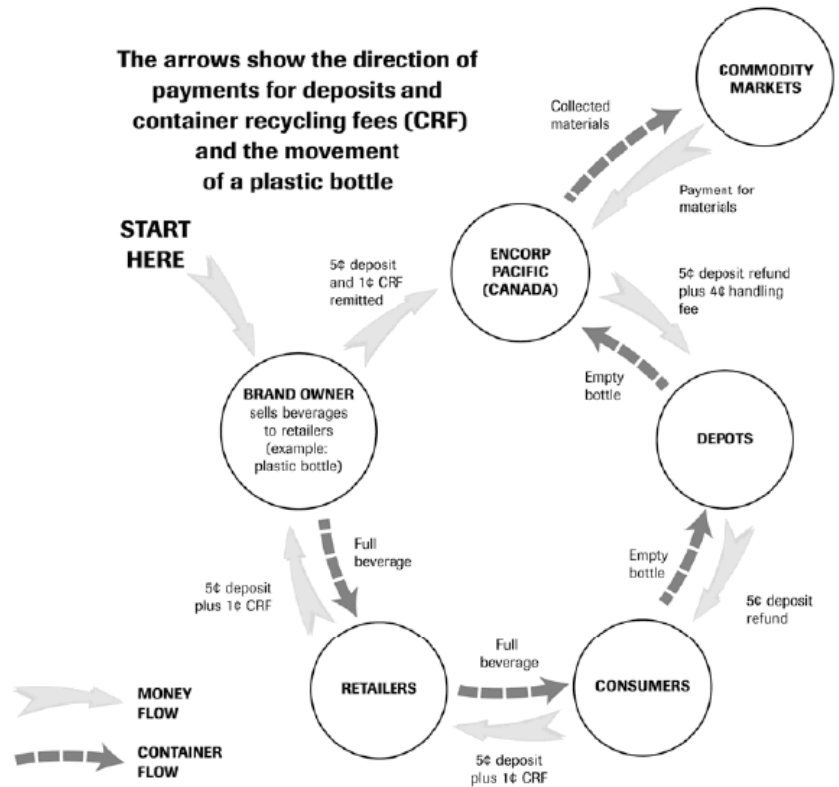 The arrows show the direction of
payments for deposits and
container recycling fees (CRF)
and the movement
of a plastic bottle
START
HERE
COMMODITY
MARKETS
Collected
materials
Payment for
materials
ENCORP
PACIFIC
(CANADA)
5¢ deposit
and 1¢ CRF
remitted
5¢ deposit refund
plus 4¢ handling
fee
Empty
bottle
BRAND OWNER
sells beverages
to retailers
(example:
plastic bottle)
DEPOTS
Full
beverage
5¢ deposit
plus 1¢ CRF
Empty
bottle
5¢ deposit
refund
RETAILERS
Full
beverage
CONSUMERS
5¢ deposit
plus 1¢ CRF
MONEY
FLOW
CONTAINER
FLOW